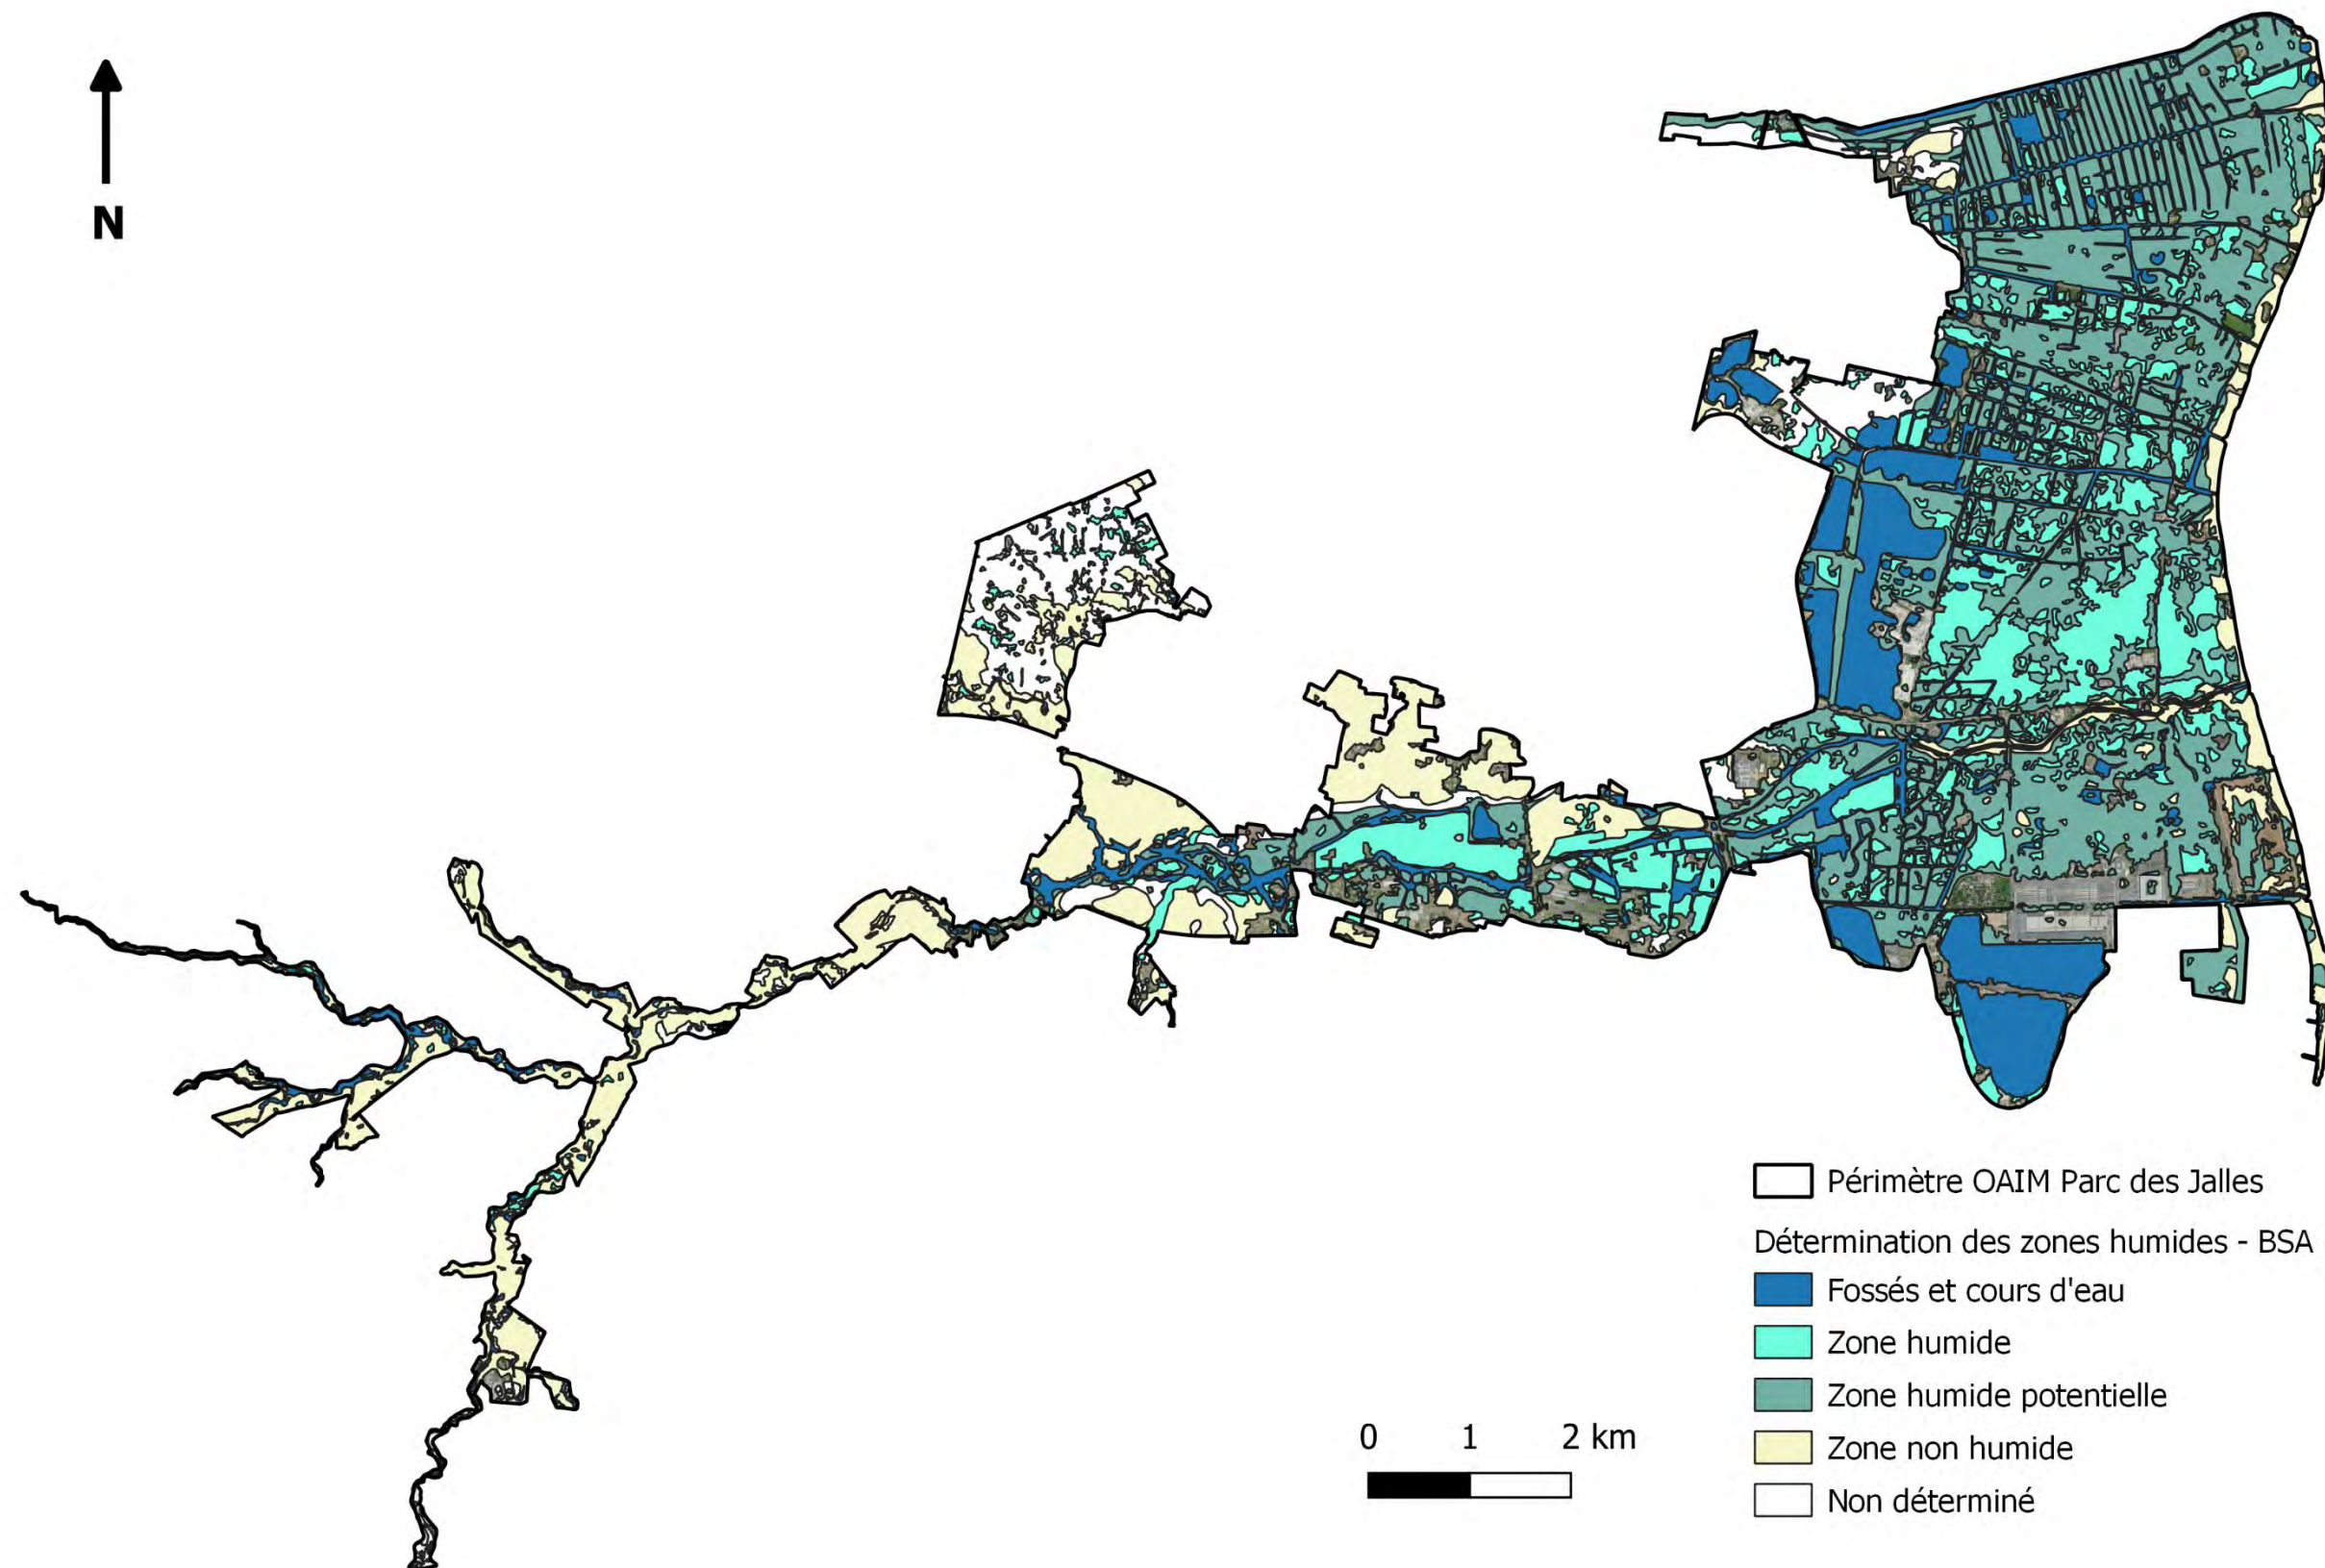 N
Périmètre OAIM Parc des Jalles
Détermination des zones humides - BSA
Fossés et cours d'eau
Zone humide
Zone humide potentielle
Zone non humide
Non déterminé
0 1 2 km